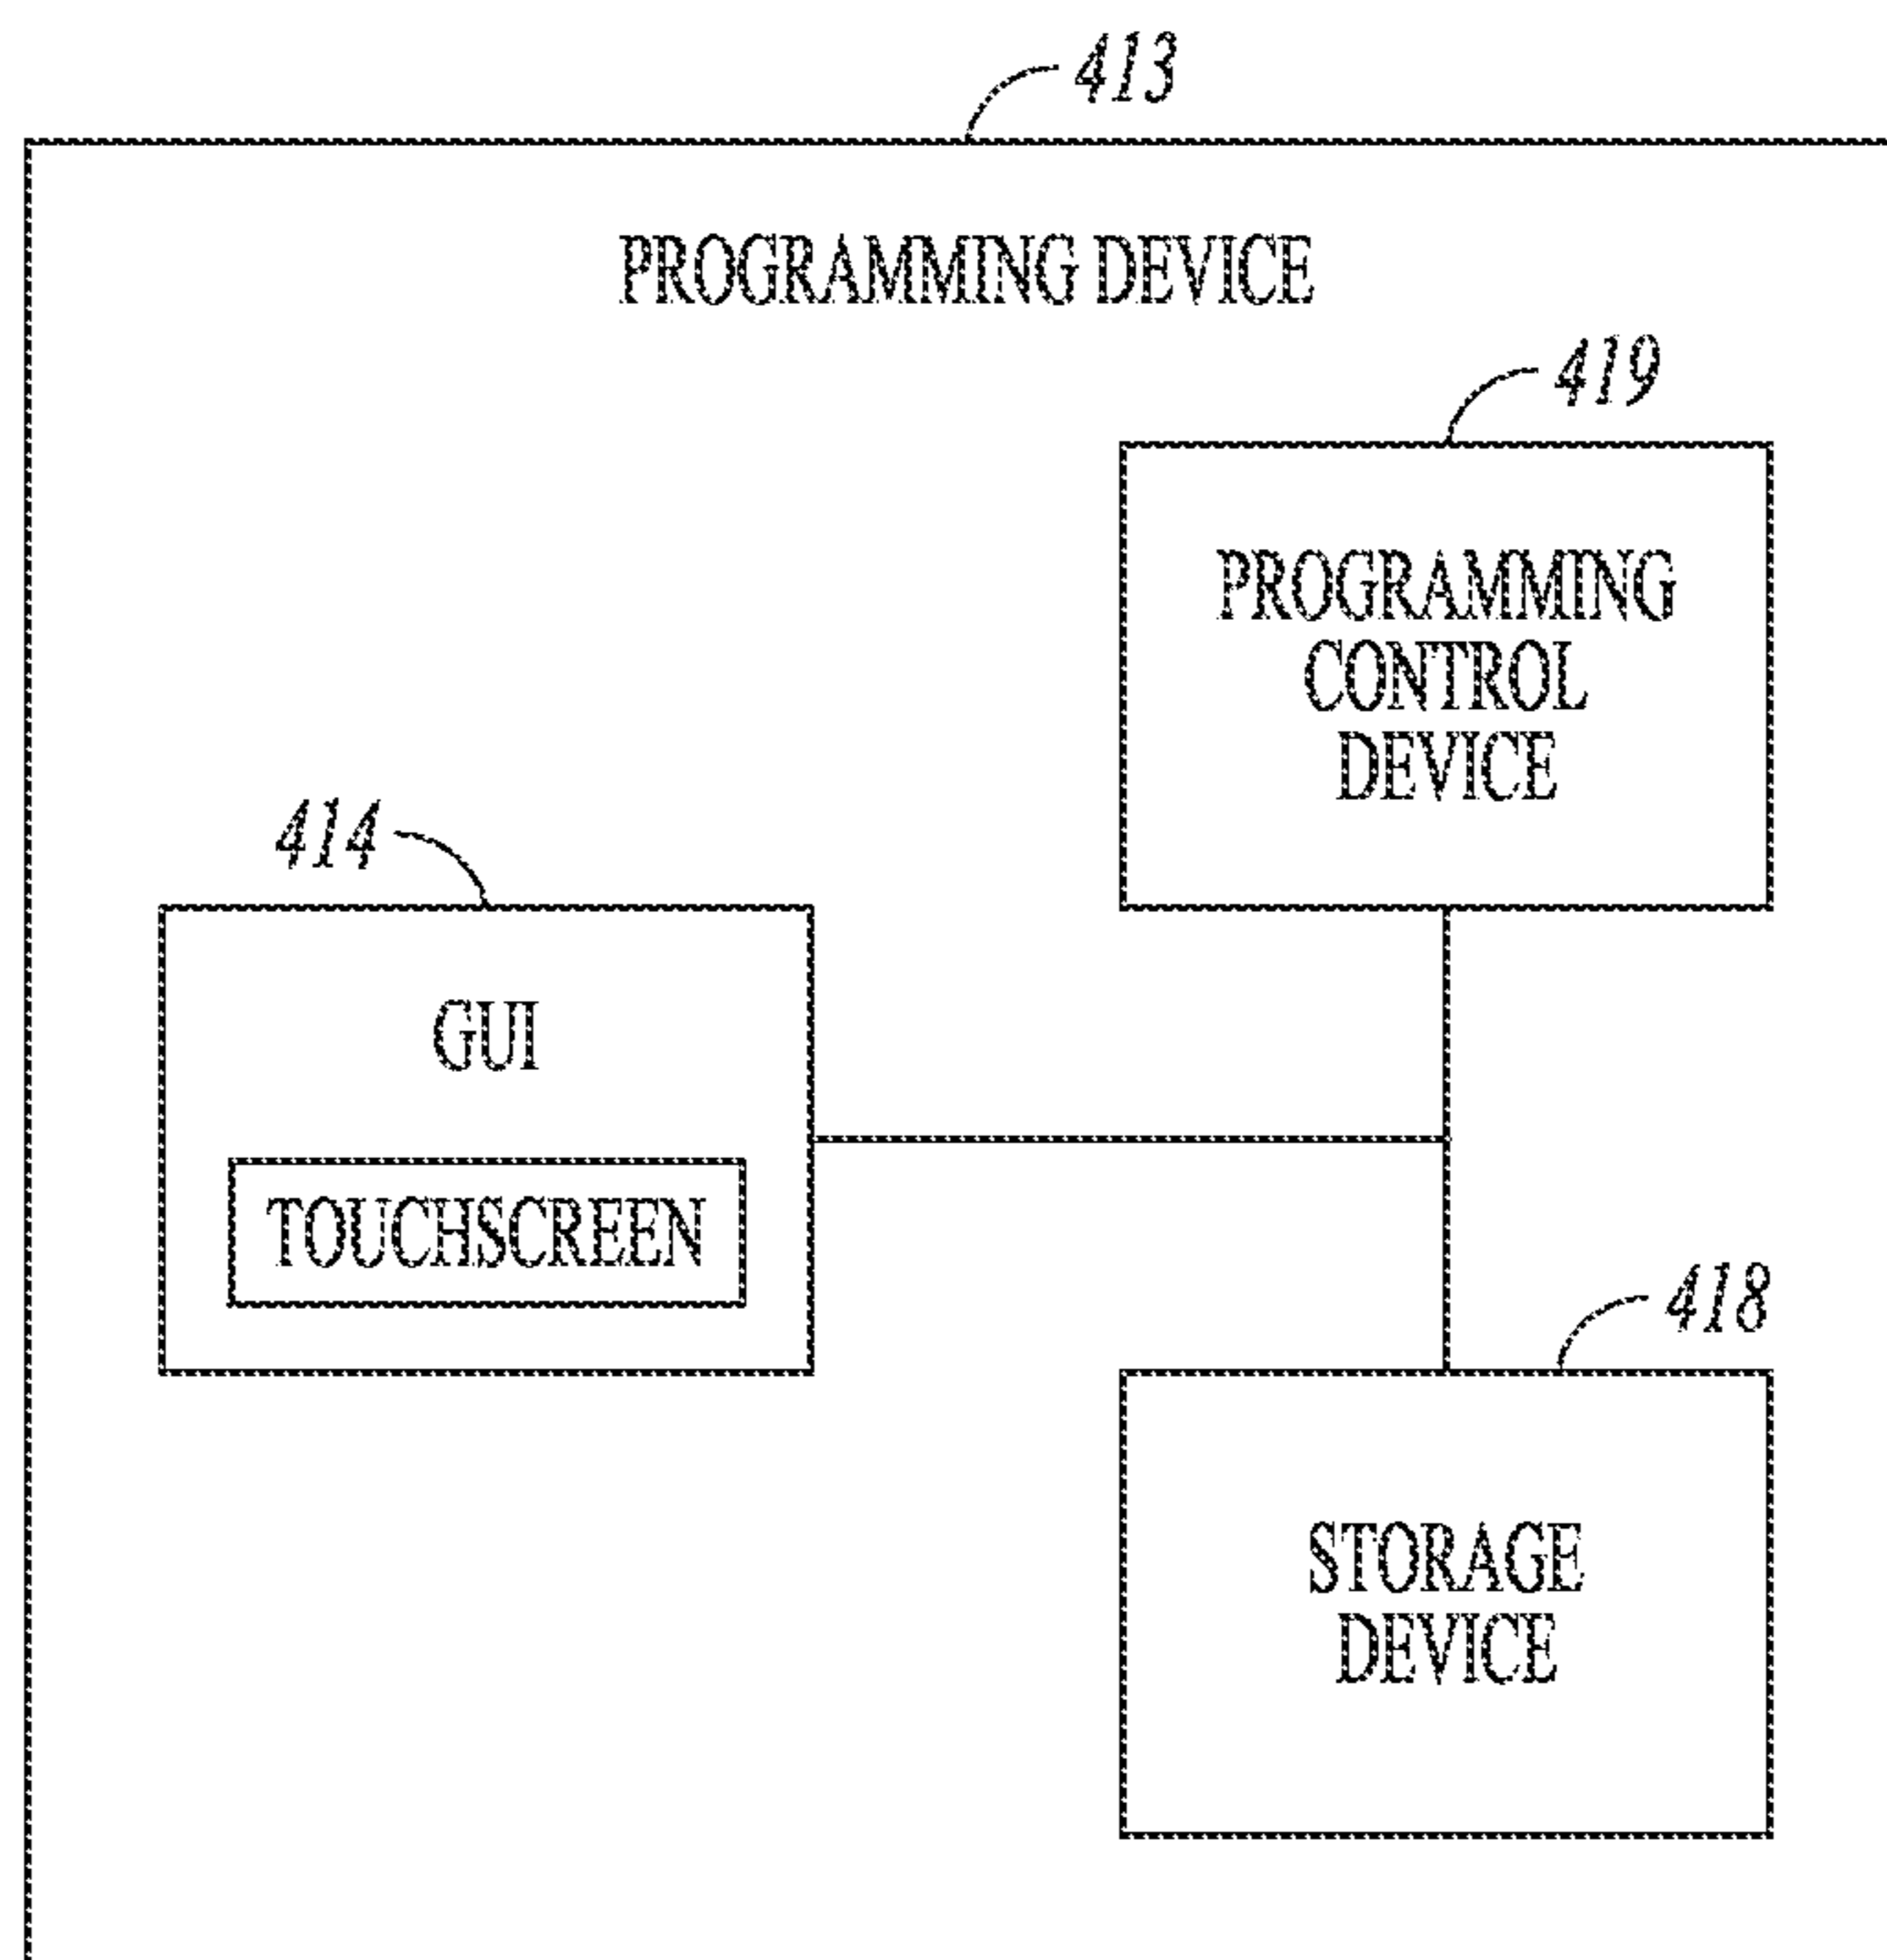 413
PROGRAMMING DEVICE
419
PROGRAMMING
CONTROL
DEVICE
414
GUI
TOUCHSCREEN
418
STORAGE
DEVICE